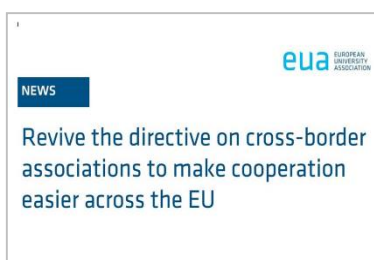 eua EUROPEAN
UNIVERSITY
ASSOCIATION
NEWS
Revive the directive on cross-border
associations to make cooperation
easier across the EU